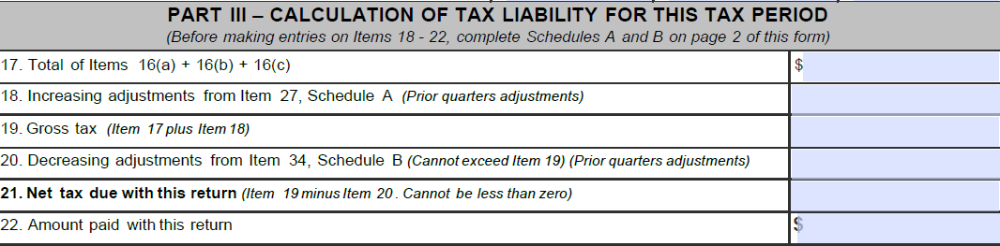 PART III – CALCULATION OF TAX LIABILITY FOR THIS TAX PERIOD
(Before making entries on Items 18 - 22, complete Schedules A and B on page 2 of this form)
17. Total of Items 16(a) + 16(b) + 16(c) $
18. Increasing adjustments from Item 27, Schedule A (Prior quarters adjustments)
19. Gross tax (Item 17 plus Item 18)
20. Decreasing adjustments from Item 34, Schedule B (Cannot exceed Item 19) (Prior quarters adjustments)
21. Net tax due with this return (Item 19 minus Item 20. Cannot be less than zero)
22. Amount paid with this return $